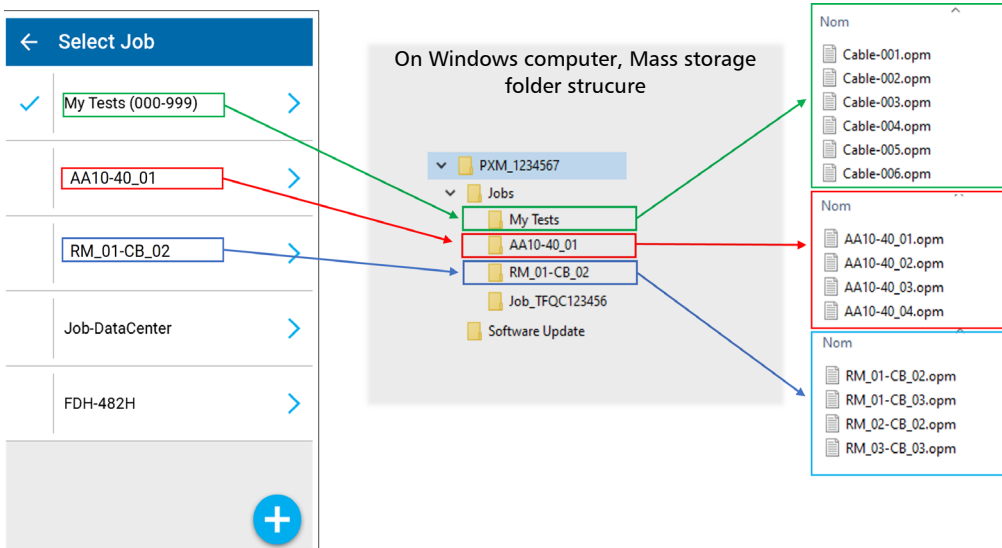 Select Job
My Tests (000-999)
AA10-40_01
RM_01-CB_02
Job-DataCenter
FDH-482H
On Windows computer, Mass storage
folder strucure
PXM_1234567
Jobs
My Tests
AA10-40_01
RM_01-CB_02
Job_TFQC123456
Software Update
Nom
Cable-001.opm
Cable-002.opm
Cable-003.opm
Cable-004.opm
Cable-005.opm
Cable-006.opm
Nom
AA10-40_01.opm
AA10-40_02.opm
AA10-40_03.opm
AA10-40_04.opm
Nom
RM_01-CB_02.opm
RM_01-CB_03.opm
RM_02-CB_02.opm
RM_03-CB_03.opm